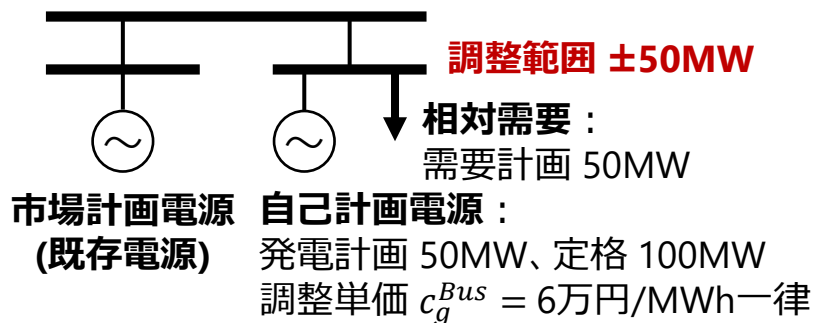 調整範囲 ±50MW
相対需要：
需要計画 50MW
市場計画電源
(既存電源)
自己計画電源：
発電計画 50MW、定格 100MW
調整単価 c_g^{Bus} = 6万円/MWh一律